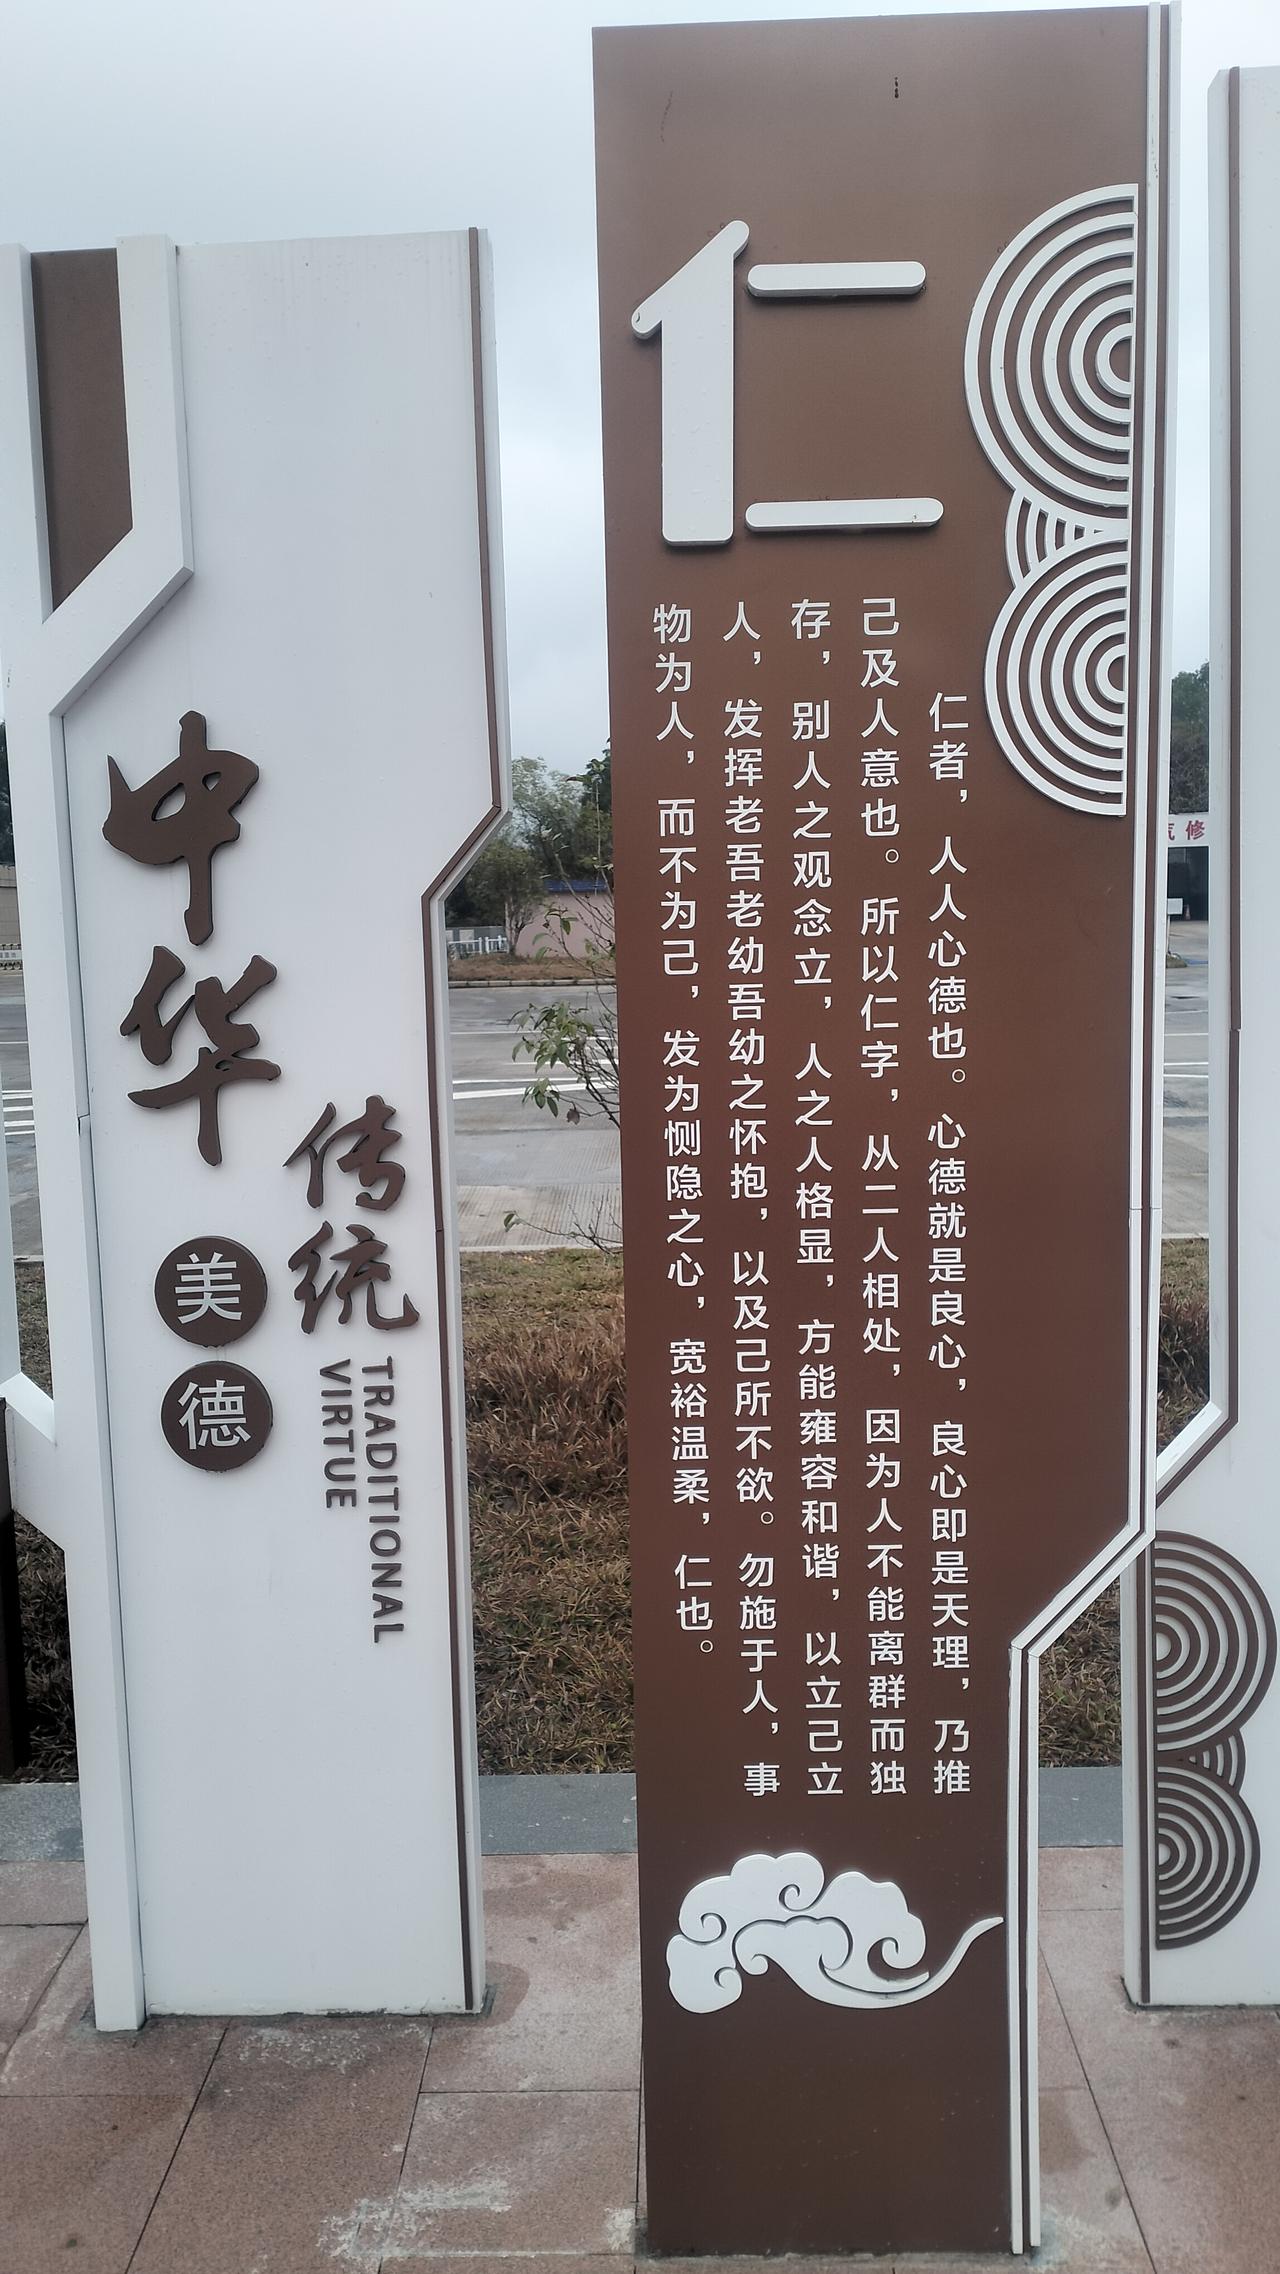 中华
传统
美德
TRADITIONAL
VIRTUE
仁
仁者，人人心德也。心德就是良心，良心即是天理，乃推
己及人意也。所以仁字，从二人相处，因为人不能离群而独
存，别人之观念立，人之人格显，方能雍容和谐，以立己立
人，发挥老吾老幼吾幼之怀抱，以及己所不欲。勿施于人，事
物为人，而不为己，发为恻隐之心，宽裕温柔，仁也。
修